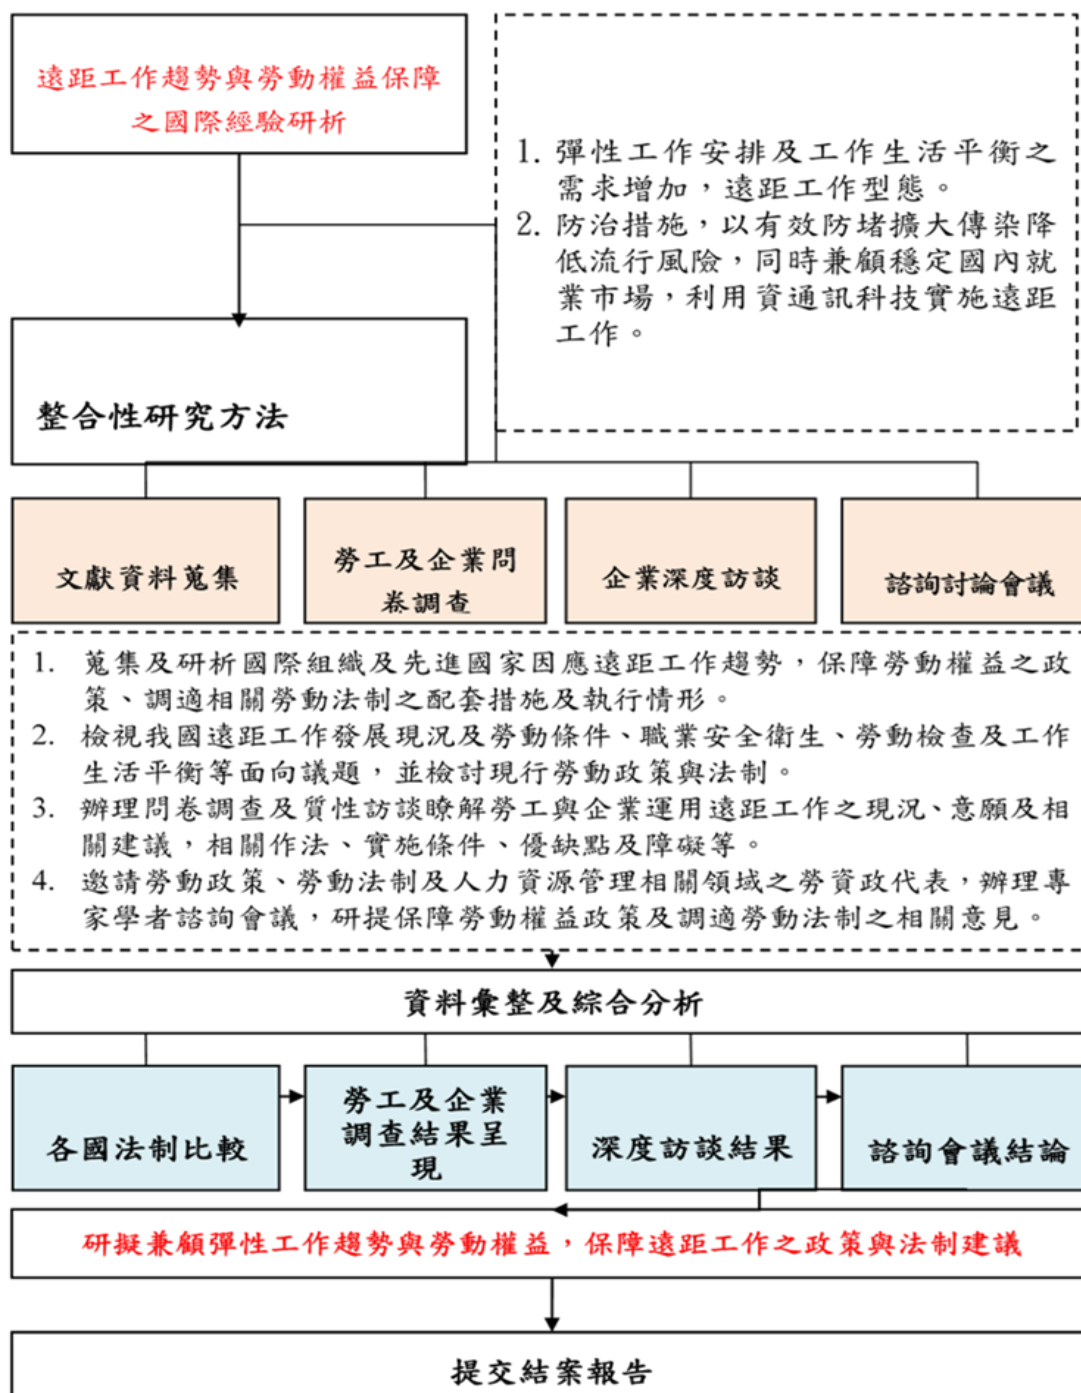 遠距工作趨勢與勞動權益保障
之國際經驗研析
1. 彈性工作安排及工作生活平衡之
需求增加，遠距工作型態。
2. 防治措施，以有效防堵擴大傳染降
低流行風險，同時兼顧穩定國內就
業市場，利用資通訊科技實施遠距
工作。
整合性研究方法
文獻資料蒐集
勞工及企業問
卷調查
企業深度訪談
諮詢討論會議
1. 蒐集及研析國際組織及先進國家因應遠距工作趨勢，保障勞動權益之政
策、調適相關勞動法制之配套措施及執行情形。
2. 檢視我國遠距工作發展現況及勞動條件、職業安全衛生、勞動檢查及工作
生活平衡等面向議題，並檢討現行勞動政策與法制。
3. 辦理問卷調查及質性訪談瞭解勞工與企業運用遠距工作之現況、意願及相
關建議，相關作法、實施條件、優缺點及障礙等。
4. 邀請勞動政策、勞動法制及人力資源管理相關領域之勞資政代表，辦理專
家學者諮詢會議，研提保障勞動權益政策及調適勞動法制之相關意見。
資料彙整及綜合分析
各國法制比較
勞工及企業
調查結果呈
現
深度訪談結果
諮詢會議結論
研擬兼顧彈性工作趨勢與勞動權益，保障遠距工作之政策與法制建議
提交結案報告